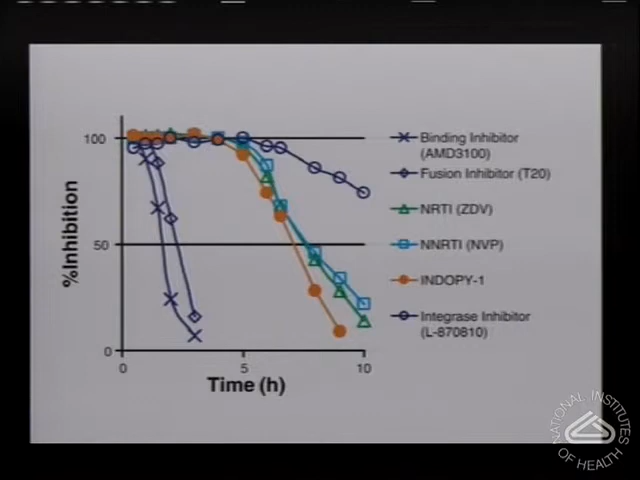 100
50
0
%Inhibition
0
5
10
Time (h)
Binding Inhibitor
(AMD3100)
Fusion Inhibitor (T20)
NRTI (ZDV)
NNRTI (NVP)
INDOPY-1
Integrase Inhibitor
(L-870810)
NATIONAL INSTITUTES
OF HEALTH